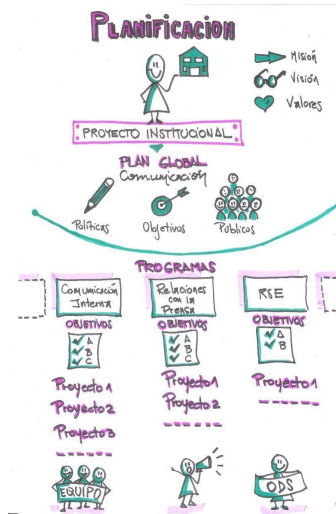 PLANIFICACION
Misión
Visión
Valores
PROYECTO INSTITUCIONAL
PLAN GLOBAL
Comunicación
Políticas
Objetivos
Públicos
PROGRAMAS
Comunicación
Interna
OBJETIVOS
A
B
C
Proyecto 1
Proyecto 2
Proyecto 3
EQUIPO
Relaciones
con la
Prensa
OBJETIVOS
A
B
C
Proyecto 1
Proyecto 2
RSE
OBJETIVOS
A
B
Proyecto 1
ODS